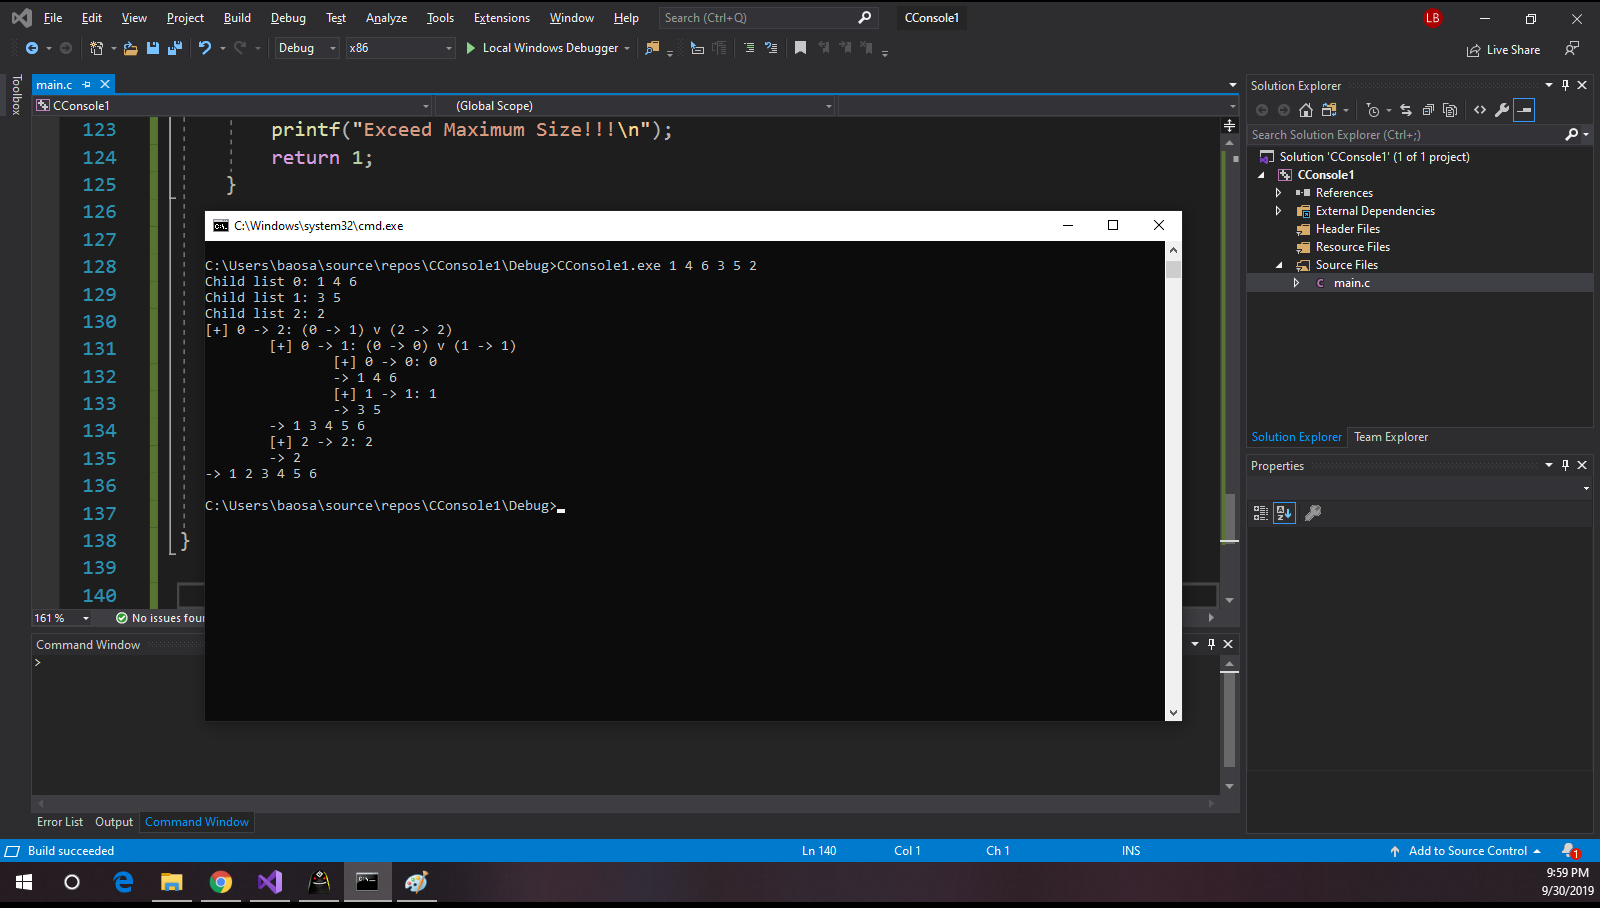 File Edit View Project Build Debug Test Analyze Tools Extensions Window Help Search (Ctrl+Q) CConsole1 LB
Debug x86 Local Windows Debugger Live Share
Toolbox
main.c
CConsole1 (Global Scope)
123 printf("Exceed Maximum Size!!!\n");
124 return 1;
125 }
126
127
128
129
130
131
132
133
134
135
136
137
138 }
139
140
C:\Windows\system32\cmd.exe
C:\Users\baosa\source\repos\CConsole1\Debug>CConsole1.exe 1 4 6 3 5 2
Child list 0: 1 4 6
Child list 1: 3 5
Child list 2: 2
[+] 0 -> 2: (0 -> 1) v (2 -> 2)
[+] 0 -> 1: (0 -> 0) v (1 -> 1)
[+] 0 -> 0: 0
-> 1 4 6
[+] 1 -> 1: 1
-> 3 5
-> 1 3 4 5 6
[+] 2 -> 2: 2
-> 2
-> 1 2 3 4 5 6
C:\Users\baosa\source\repos\CConsole1\Debug>
161 % No issues four
Command Window
>
Error List Output Command Window
Solution Explorer
Search Solution Explorer (Ctrl+;)
Solution 'CConsole1' (1 of 1 project)
CConsole1
References
External Dependencies
Header Files
Resource Files
Source Files
C main.c
Solution Explorer Team Explorer
Properties
Build succeeded Ln 140 Col 1 Ch 1 INS Add to Source Control 1
9:59 PM
9/30/2019